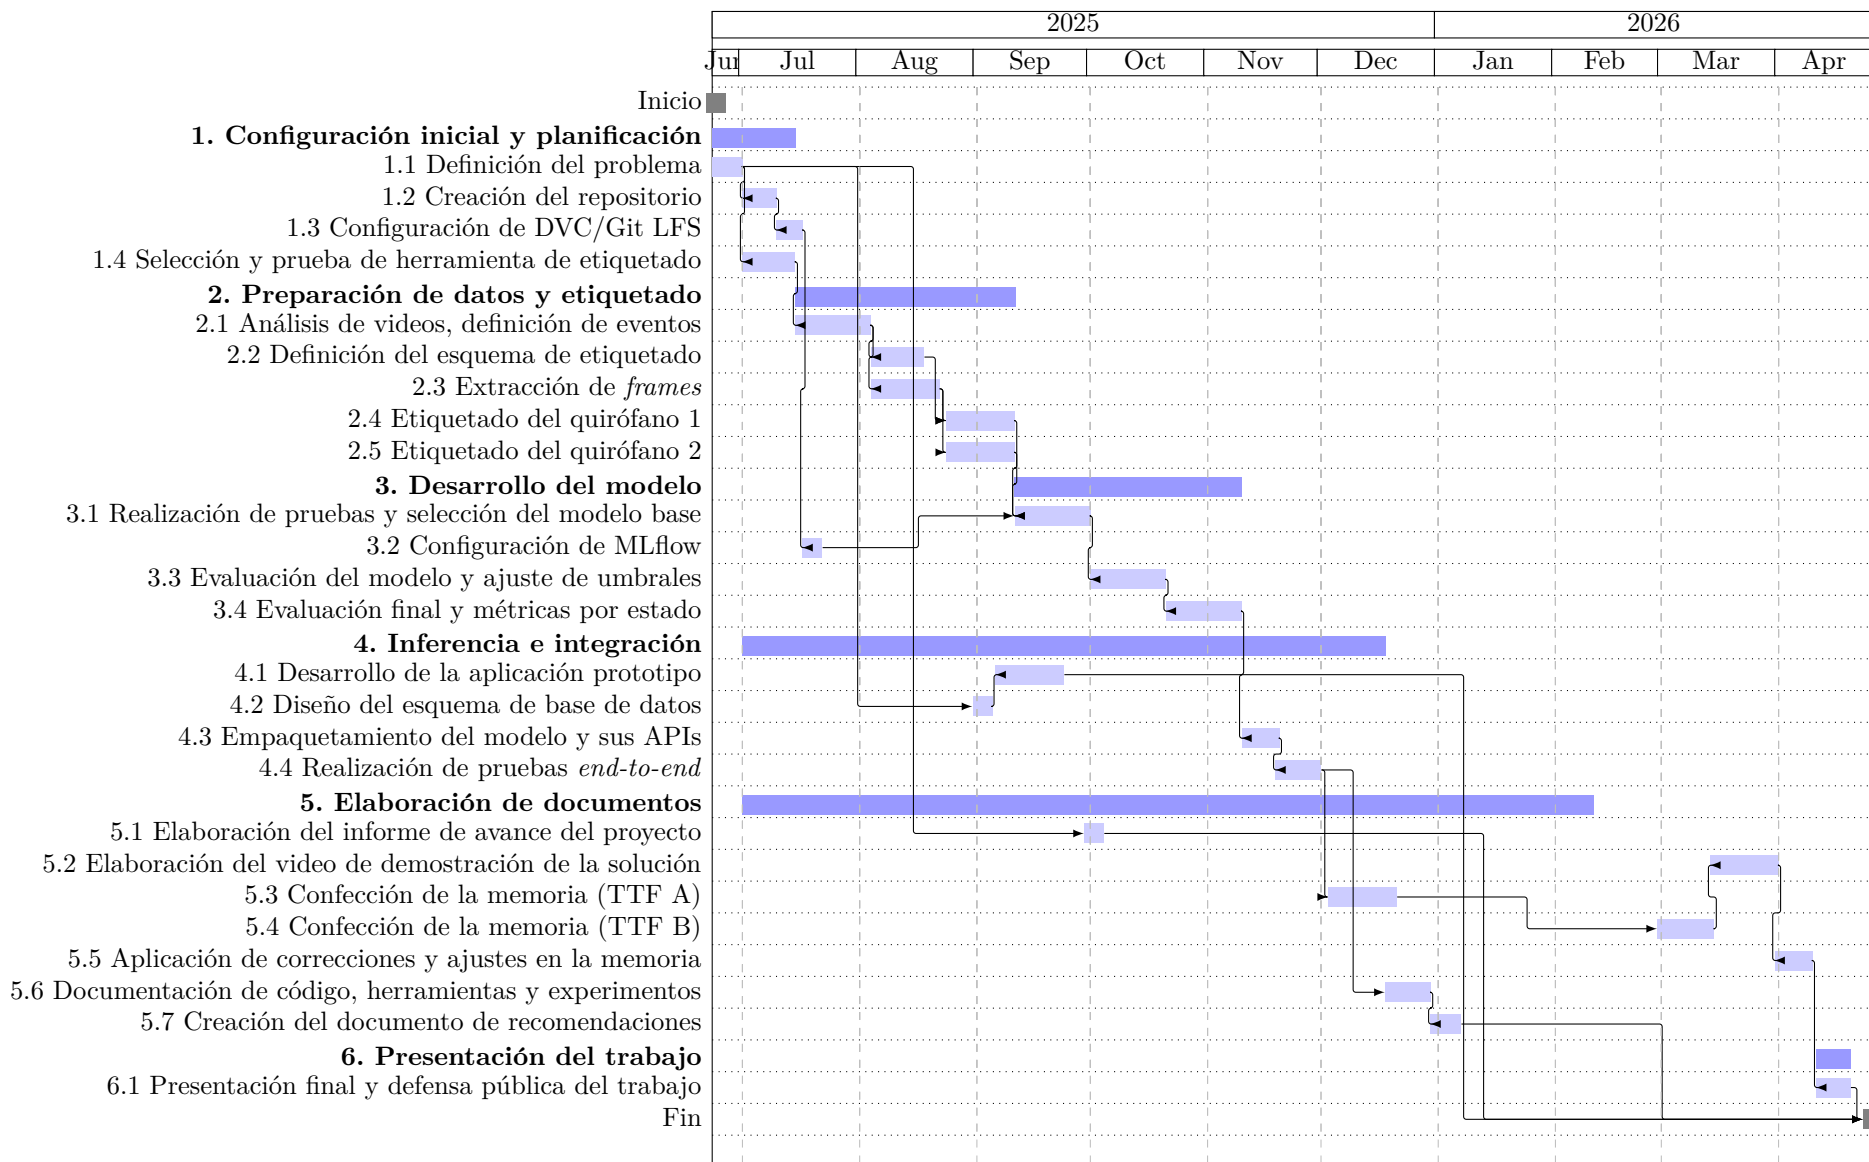 2025 2026
Jun Jul Aug Sep Oct Nov Dec Jan Feb Mar Apr
Inicio
1. Configuración inicial y planificación
1.1 Definición del problema
1.2 Creación del repositorio
1.3 Configuración de DVC/Git LFS
1.4 Selección y prueba de herramienta de etiquetado
2. Preparación de datos y etiquetado
2.1 Análisis de videos, definición de eventos
2.2 Definición del esquema de etiquetado
2.3 Extracción de frames
2.4 Etiquetado del quirófano 1
2.5 Etiquetado del quirófano 2
3. Desarrollo del modelo
3.1 Realización de pruebas y selección del modelo base
3.2 Configuración de MLflow
3.3 Evaluación del modelo y ajuste de umbrales
3.4 Evaluación final y métricas por estado
4. Inferencia e integración
4.1 Desarrollo de la aplicación prototipo
4.2 Diseño del esquema de base de datos
4.3 Empaquetamiento del modelo y sus APIs
4.4 Realización de pruebas end-to-end
5. Elaboración de documentos
5.1 Elaboración del informe de avance del proyecto
5.2 Elaboración del video de demostración de la solución
5.3 Confección de la memoria (TTF A)
5.4 Confección de la memoria (TTF B)
5.5 Aplicación de correcciones y ajustes en la memoria
5.6 Documentación de código, herramientas y experimentos
5.7 Creación del documento de recomendaciones
6. Presentación del trabajo
6.1 Presentación final y defensa pública del trabajo
Fin